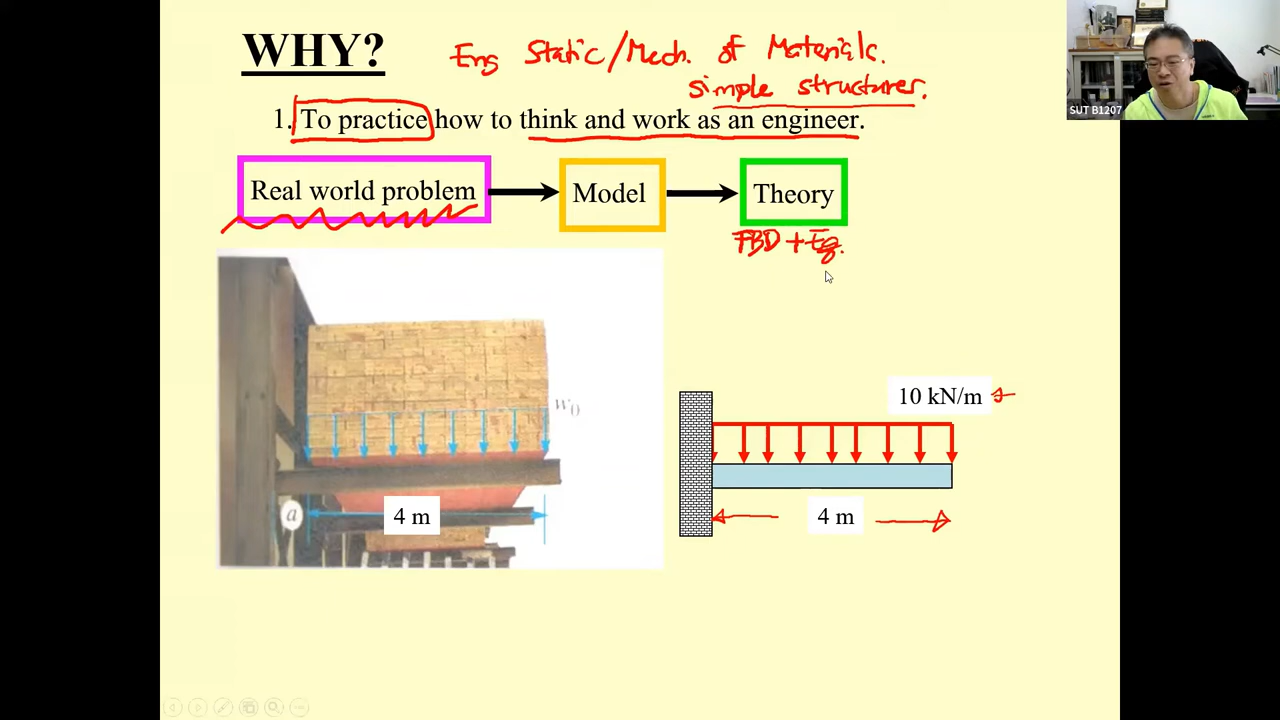 WHY?
Eng Static/Mech. of Materials.
simple structures.
1. To practice how to think and work as an engineer.
Real world problem
Model
Theory
FBD + Eq.
w0
10 kN/m
a
4 m
4 m
SUT B1207